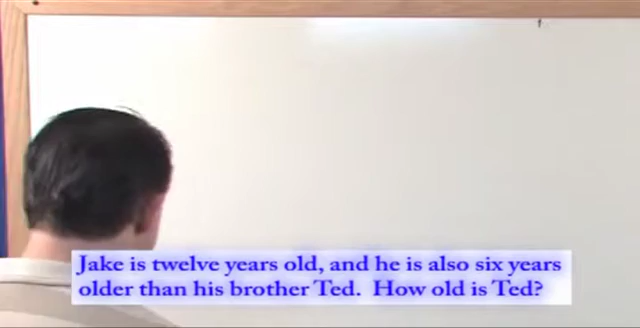 Jake is twelve years old, and he is also six years
older than his brother Ted.  How old is Ted?